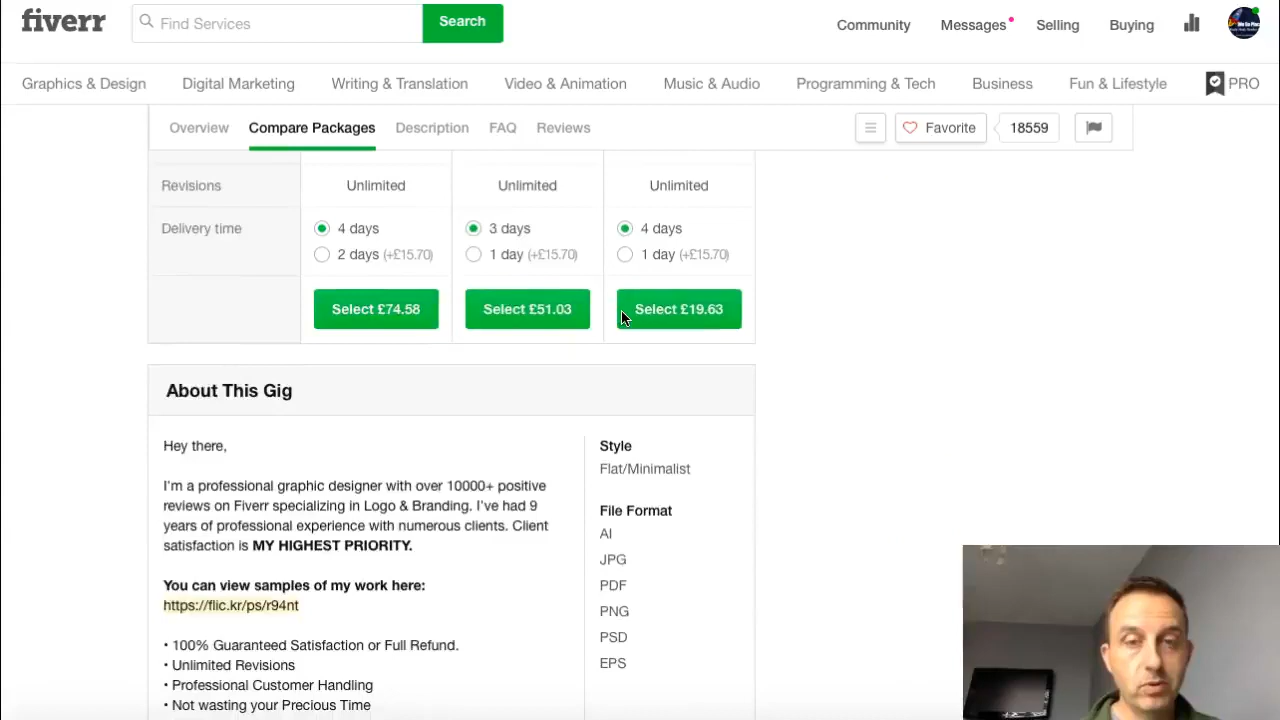 fiverr
Find Services
Search
Community
Messages
Selling
Buying
Graphics & Design
Digital Marketing
Writing & Translation
Video & Animation
Music & Audio
Programming & Tech
Business
Fun & Lifestyle
PRO
Overview
Compare Packages
Description
FAQ
Reviews
Favorite
18559
Revisions
Unlimited
Unlimited
Unlimited
Delivery time
4 days
3 days
4 days
2 days (+£15.70)
1 day (+£15.70)
1 day (+£15.70)
Select £74.58
Select £51.03
Select £19.63
About This Gig
Hey there,
I'm a professional graphic designer with over 10000+ positive
reviews on Fiverr specializing in Logo & Branding. I've had 9
years of professional experience with numerous clients. Client
satisfaction is MY HIGHEST PRIORITY.
You can view samples of my work here:
https://flic.kr/ps/r94nt
• 100% Guaranteed Satisfaction or Full Refund.
• Unlimited Revisions
• Professional Customer Handling
• Not wasting your Precious Time
Style
Flat/Minimalist
File Format
AI
JPG
PDF
PNG
PSD
EPS